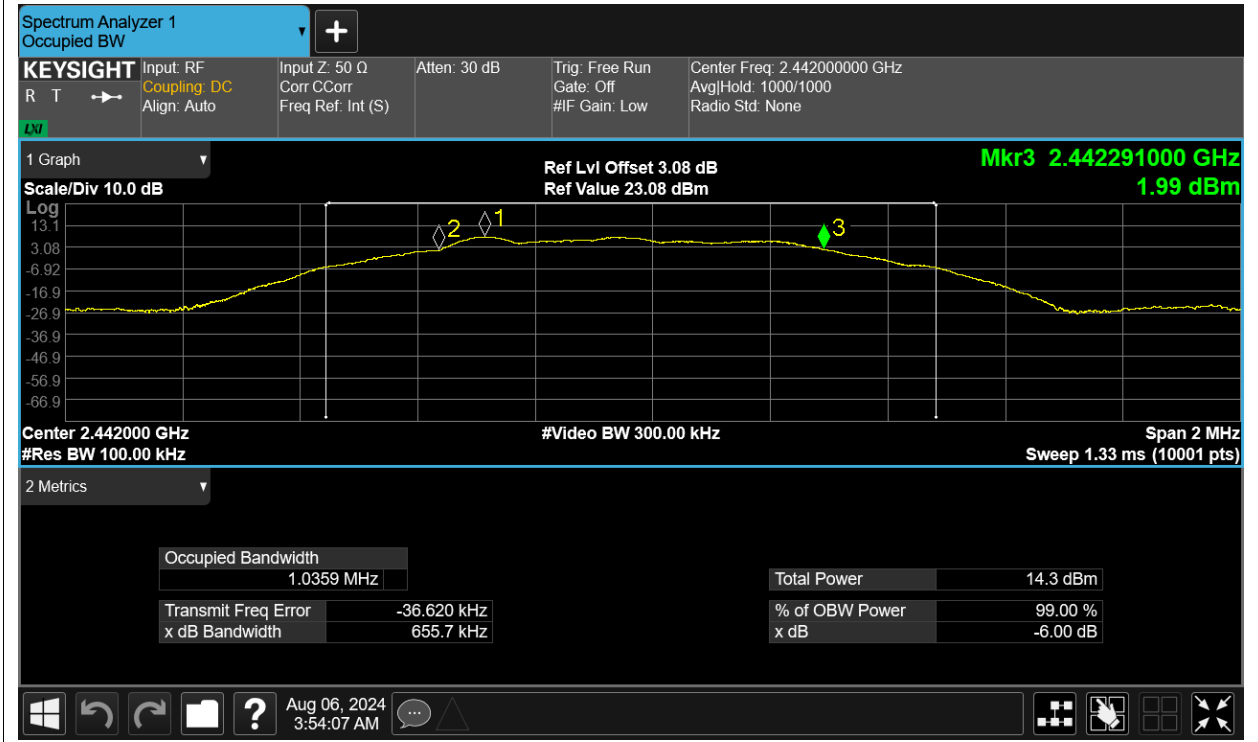 Spectrum Analyzer 1
Occupied BW
KEYSIGHT Input: RF Input Z: 50 Ω Atten: 30 dB Trig: Free Run Center Freq: 2.442000000 GHz
R T Coupling: DC Corr CCorr Gate: Off Avg|Hold: 1000/1000
Align: Auto Freq Ref: Int (S) #IF Gain: Low Radio Std: None
LXI
1 Graph Ref Lvl Offset 3.08 dB Mkr3 2.442291000 GHz
Scale/Div 10.0 dB Ref Value 23.08 dBm 1.99 dBm
Log
13.1
3.08
-6.92
-16.9
-26.9
-36.9
-46.9
-56.9
-66.9
2 1 3
Center 2.442000 GHz #Video BW 300.00 kHz Span 2 MHz
#Res BW 100.00 kHz Sweep 1.33 ms (10001 pts)
2 Metrics
Occupied Bandwidth
1.0359 MHz Total Power 14.3 dBm
Transmit Freq Error -36.620 kHz % of OBW Power 99.00 %
x dB Bandwidth 655.7 kHz x dB -6.00 dB
? Aug 06, 2024
3:54:07 AM